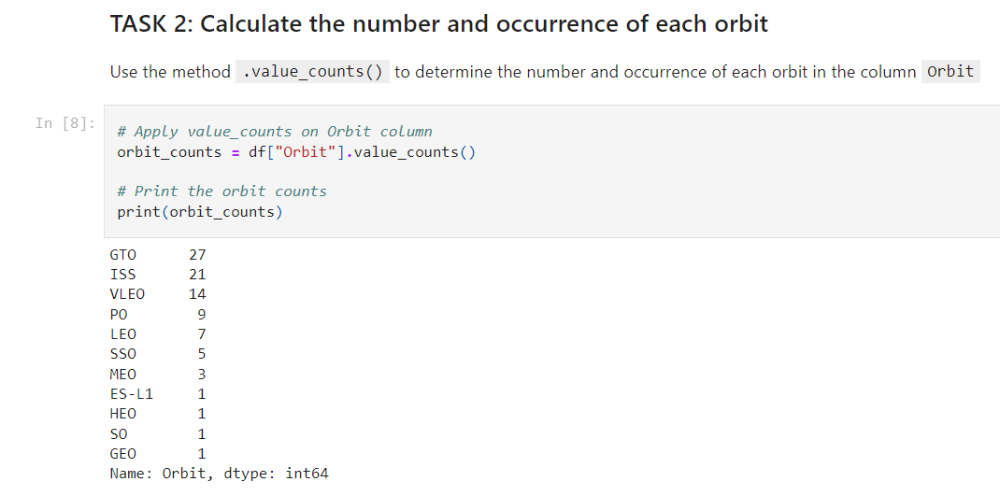 TASK 2: Calculate the number and occurrence of each orbit
Use the method .value_counts() to determine the number and occurrence of each orbit in the column Orbit
In [8]:
# Apply value_counts on Orbit column
orbit_counts = df["Orbit"].value_counts()
# Print the orbit counts
print(orbit_counts)
GTO 27
ISS 21
VLEO 14
PO 9
LEO 7
SSO 5
MEO 3
ES-L1 1
HEO 1
SO 1
GEO 1
Name: Orbit, dtype: int64